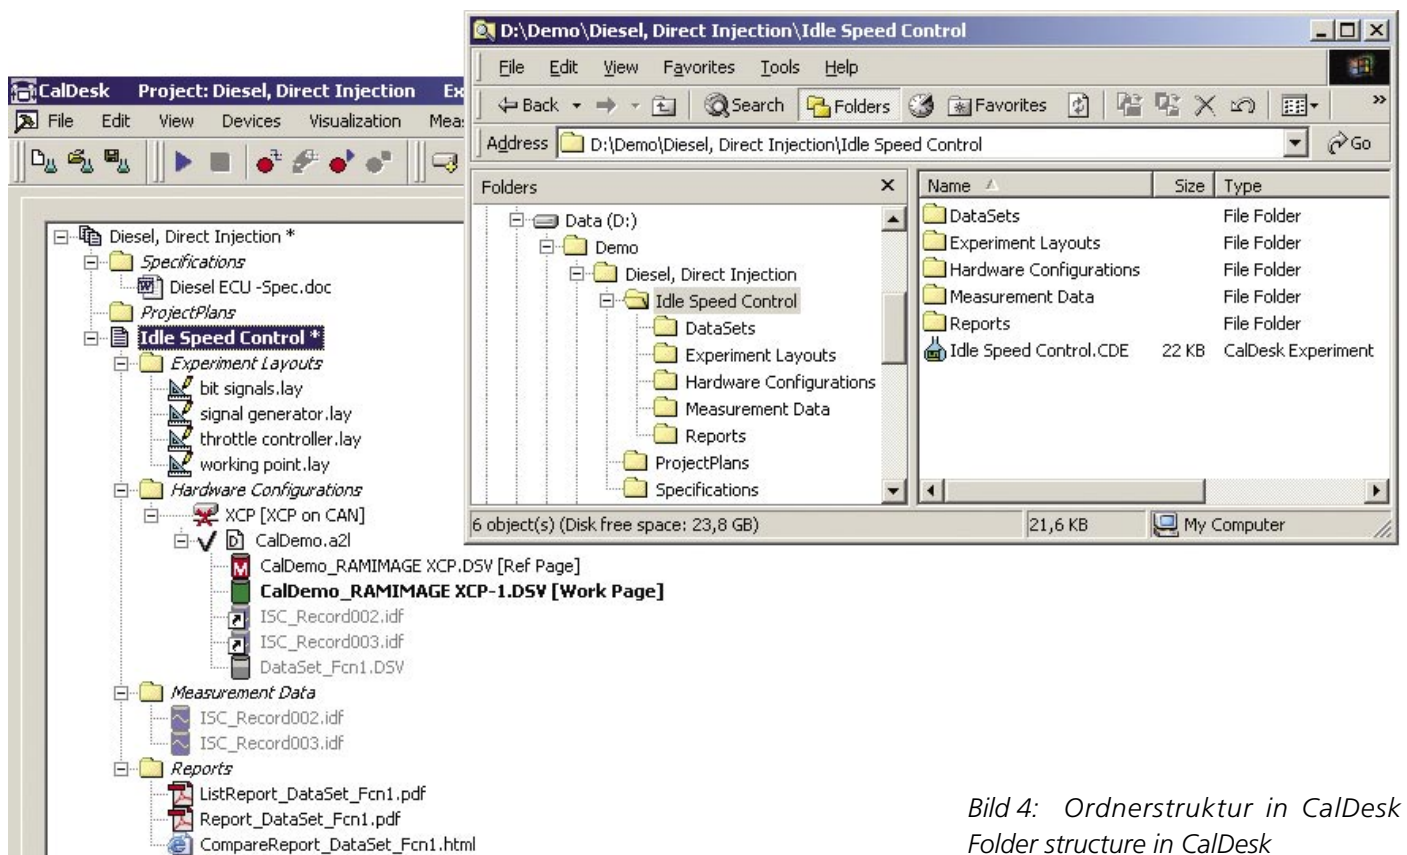 D:\Demo\Diesel, Direct Injection\Idle Speed Control
File Edit View Favorites Tools Help
Back Search Folders Favorites »
Address D:\Demo\Diesel, Direct Injection\Idle Speed Control Go
Folders
Data (D:)
Demo
Diesel, Direct Injection
Idle Speed Control
DataSets
Experiment Layouts
Hardware Configurations
Measurement Data
Reports
ProjectPlans
Specifications
Name Size Type
DataSets File Folder
Experiment Layouts File Folder
Hardware Configurations File Folder
Measurement Data File Folder
Reports File Folder
Idle Speed Control.CDE 22 KB CalDesk Experiment
6 object(s) (Disk free space: 23,8 GB) 21,6 KB My Computer
CalDesk Project: Diesel, Direct Injection Ex
File Edit View Devices Visualization Meas
Diesel, Direct Injection *
Specifications
Diesel ECU -Spec.doc
ProjectPlans
Idle Speed Control *
Experiment Layouts
bit signals.lay
signal generator.lay
throttle controller.lay
working point.lay
Hardware Configurations
XCP [XCP on CAN]
CalDemo.a2l
CalDemo_RAMIMAGE XCP.DSV [Ref Page]
CalDemo_RAMIMAGE XCP-1.DSV [Work Page]
ISC_Record002.idf
ISC_Record003.idf
DataSet_Fcn1.DSV
Measurement Data
ISC_Record002.idf
ISC_Record003.idf
Reports
ListReport_DataSet_Fcn1.pdf
Report_DataSet_Fcn1.pdf
CompareReport_DataSet_Fcn1.html
Bild 4: Ordnerstruktur in CalDesk
Folder structure in CalDesk